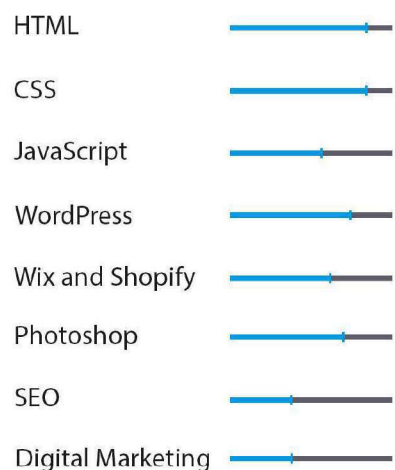 HTML
CSS
JavaScript
WordPress
Wix and Shopify
Photoshop
SEO
Digital Marketing